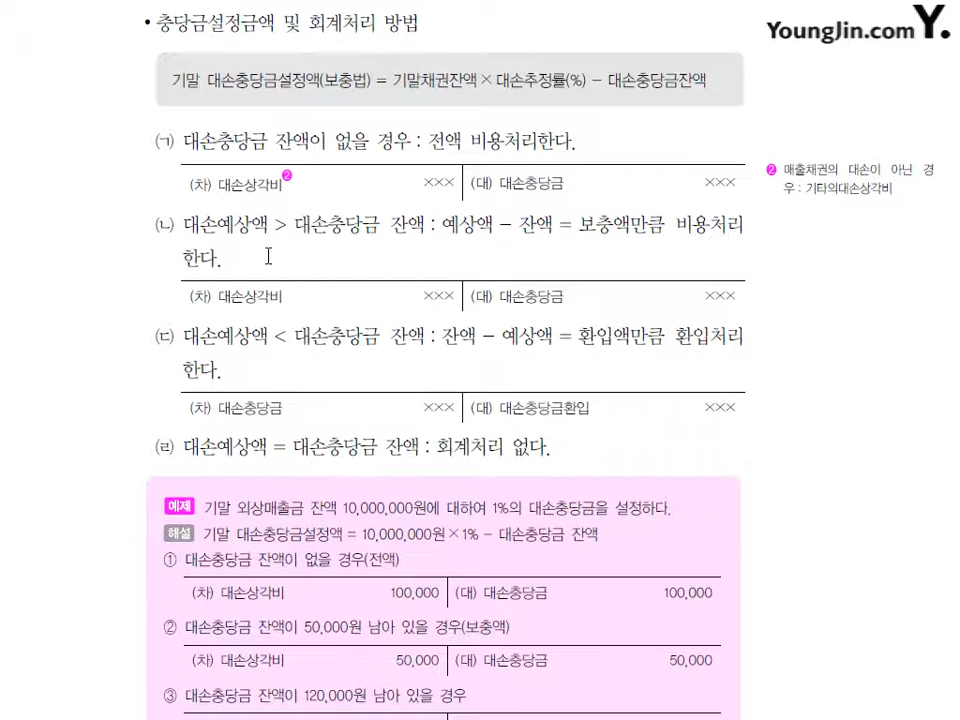 • 충당금설정금액 및 회계처리 방법
YoungJin.com Y.
기말 대손충당금설정액(보충법) = 기말채권잔액×대손추정률(%) − 대손충당금잔액
㈀ 대손충당금 잔액이 없을 경우 : 전액 비용처리한다.
(차) 대손상각비❷ ××× (대) 대손충당금 ×××
❷ 매출채권의 대손이 아닌 경
우 : 기타의대손상각비
㈁ 대손예상액 > 대손충당금 잔액 : 예상액 − 잔액 = 보충액만큼 비용처리
한다.
(차) 대손상각비 ××× (대) 대손충당금 ×××
㈂ 대손예상액 < 대손충당금 잔액 : 잔액 − 예상액 = 환입액만큼 환입처리
한다.
(차) 대손충당금 ××× (대) 대손충당금환입 ×××
㈃ 대손예상액 = 대손충당금 잔액 : 회계처리 없다.
예제 기말 외상매출금 잔액 10,000,000원에 대하여 1%의 대손충당금을 설정하다.
해설 기말 대손충당금설정액 = 10,000,000원×1% − 대손충당금 잔액
① 대손충당금 잔액이 없을 경우(전액)
(차) 대손상각비 100,000 (대) 대손충당금 100,000
② 대손충당금 잔액이 50,000원 남아 있을 경우(보충액)
(차) 대손상각비 50,000 (대) 대손충당금 50,000
③ 대손충당금 잔액이 120,000원 남아 있을 경우